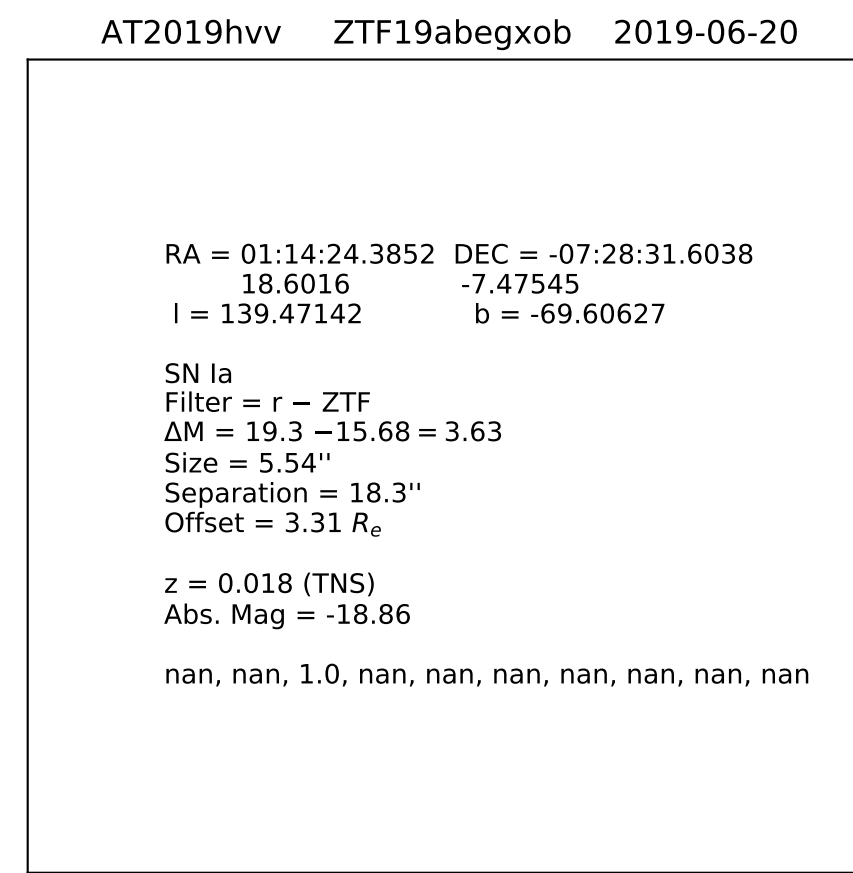 AT2019hvv ZTF19abegxob 2019-06-20
RA = 01:14:24.3852 DEC = -07:28:31.6038
18.6016 -7.47545
l = 139.47142 b = -69.60627
SN Ia
Filter = r − ZTF
ΔM = 19.3 −15.68 = 3.63
Size = 5.54''
Separation = 18.3''
Offset = 3.31 Rₑ
z = 0.018 (TNS)
Abs. Mag = -18.86
nan, nan, 1.0, nan, nan, nan, nan, nan, nan, nan